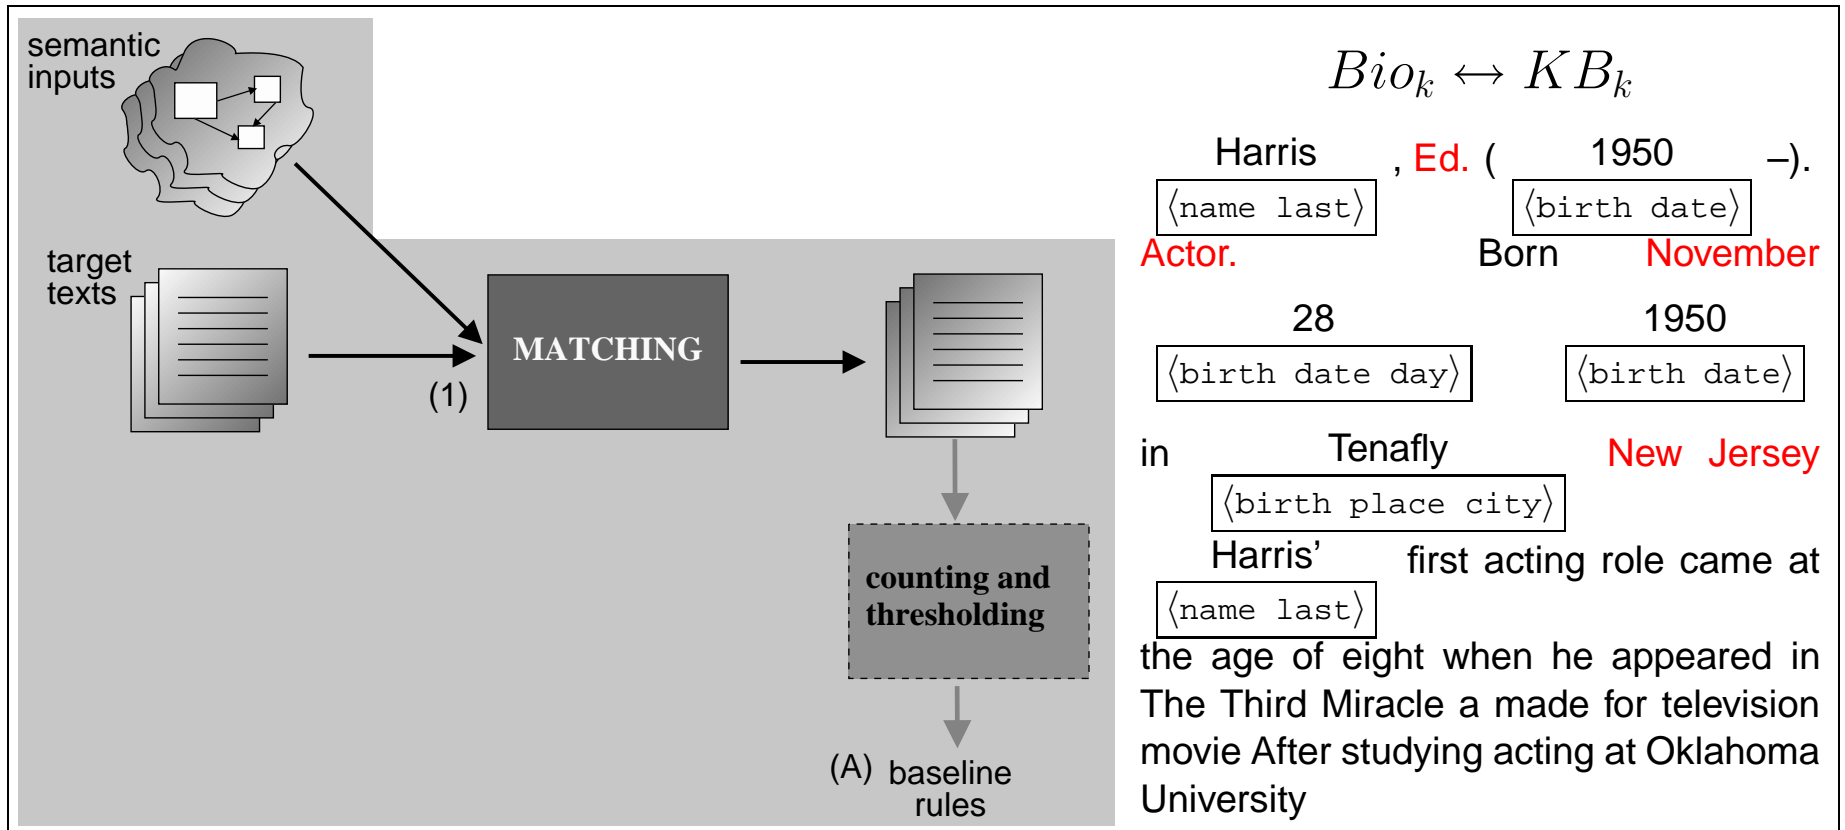 semantic
inputs
target
texts
(1)
MATCHING
counting and
thresholding
(A) baseline
rules
Bio_k ↔ KB_k
Harris , Ed. ( 1950 –).
⟨name last⟩ ⟨birth date⟩
Actor. Born November
28 1950
⟨birth date day⟩ ⟨birth date⟩
in Tenafly New Jersey
⟨birth place city⟩
Harris’ first acting role came at
⟨name last⟩
the age of eight when he appeared in
The Third Miracle a made for television
movie After studying acting at Oklahoma
University